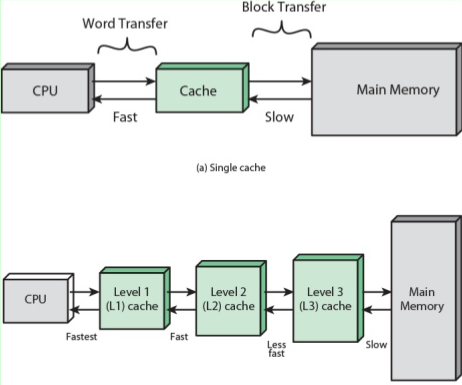 Block Transfer
Word Transfer
CPU
Cache
Main Memory
Fast
Slow
(a) Single cache
CPU
Level 1
(L1) cache
Level 2
(L2) cache
Level 3
(L3) cache
Main
Memory
Fastest
Fast
Less
fast
Slow